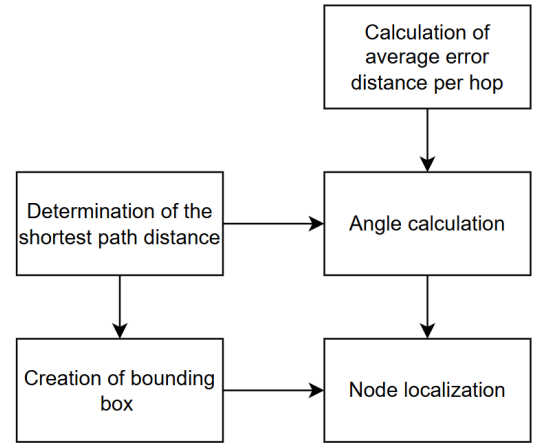 Calculation of
average error
distance per hop
Determination of the
shortest path distance
Angle calculation
Creation of bounding
box
Node localization